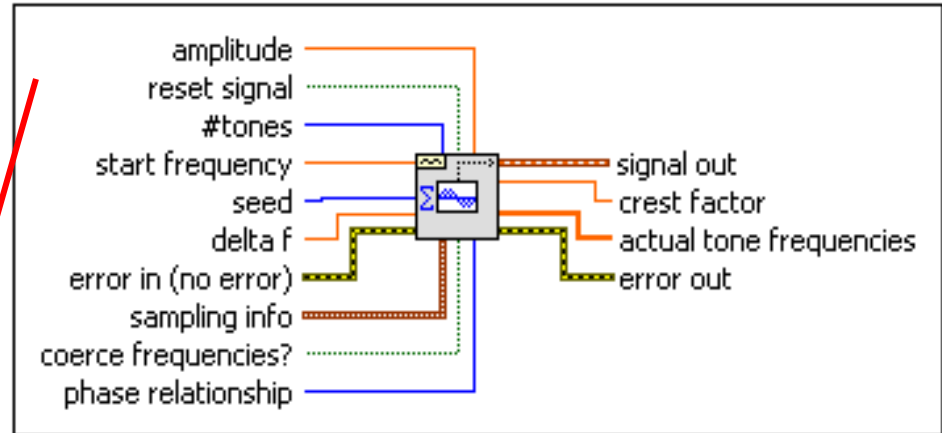 amplitude
reset signal
#tones
start frequency
seed
delta f
error in (no error)
sampling info
coerce frequencies?
phase relationship
signal out
crest factor
actual tone frequencies
error out